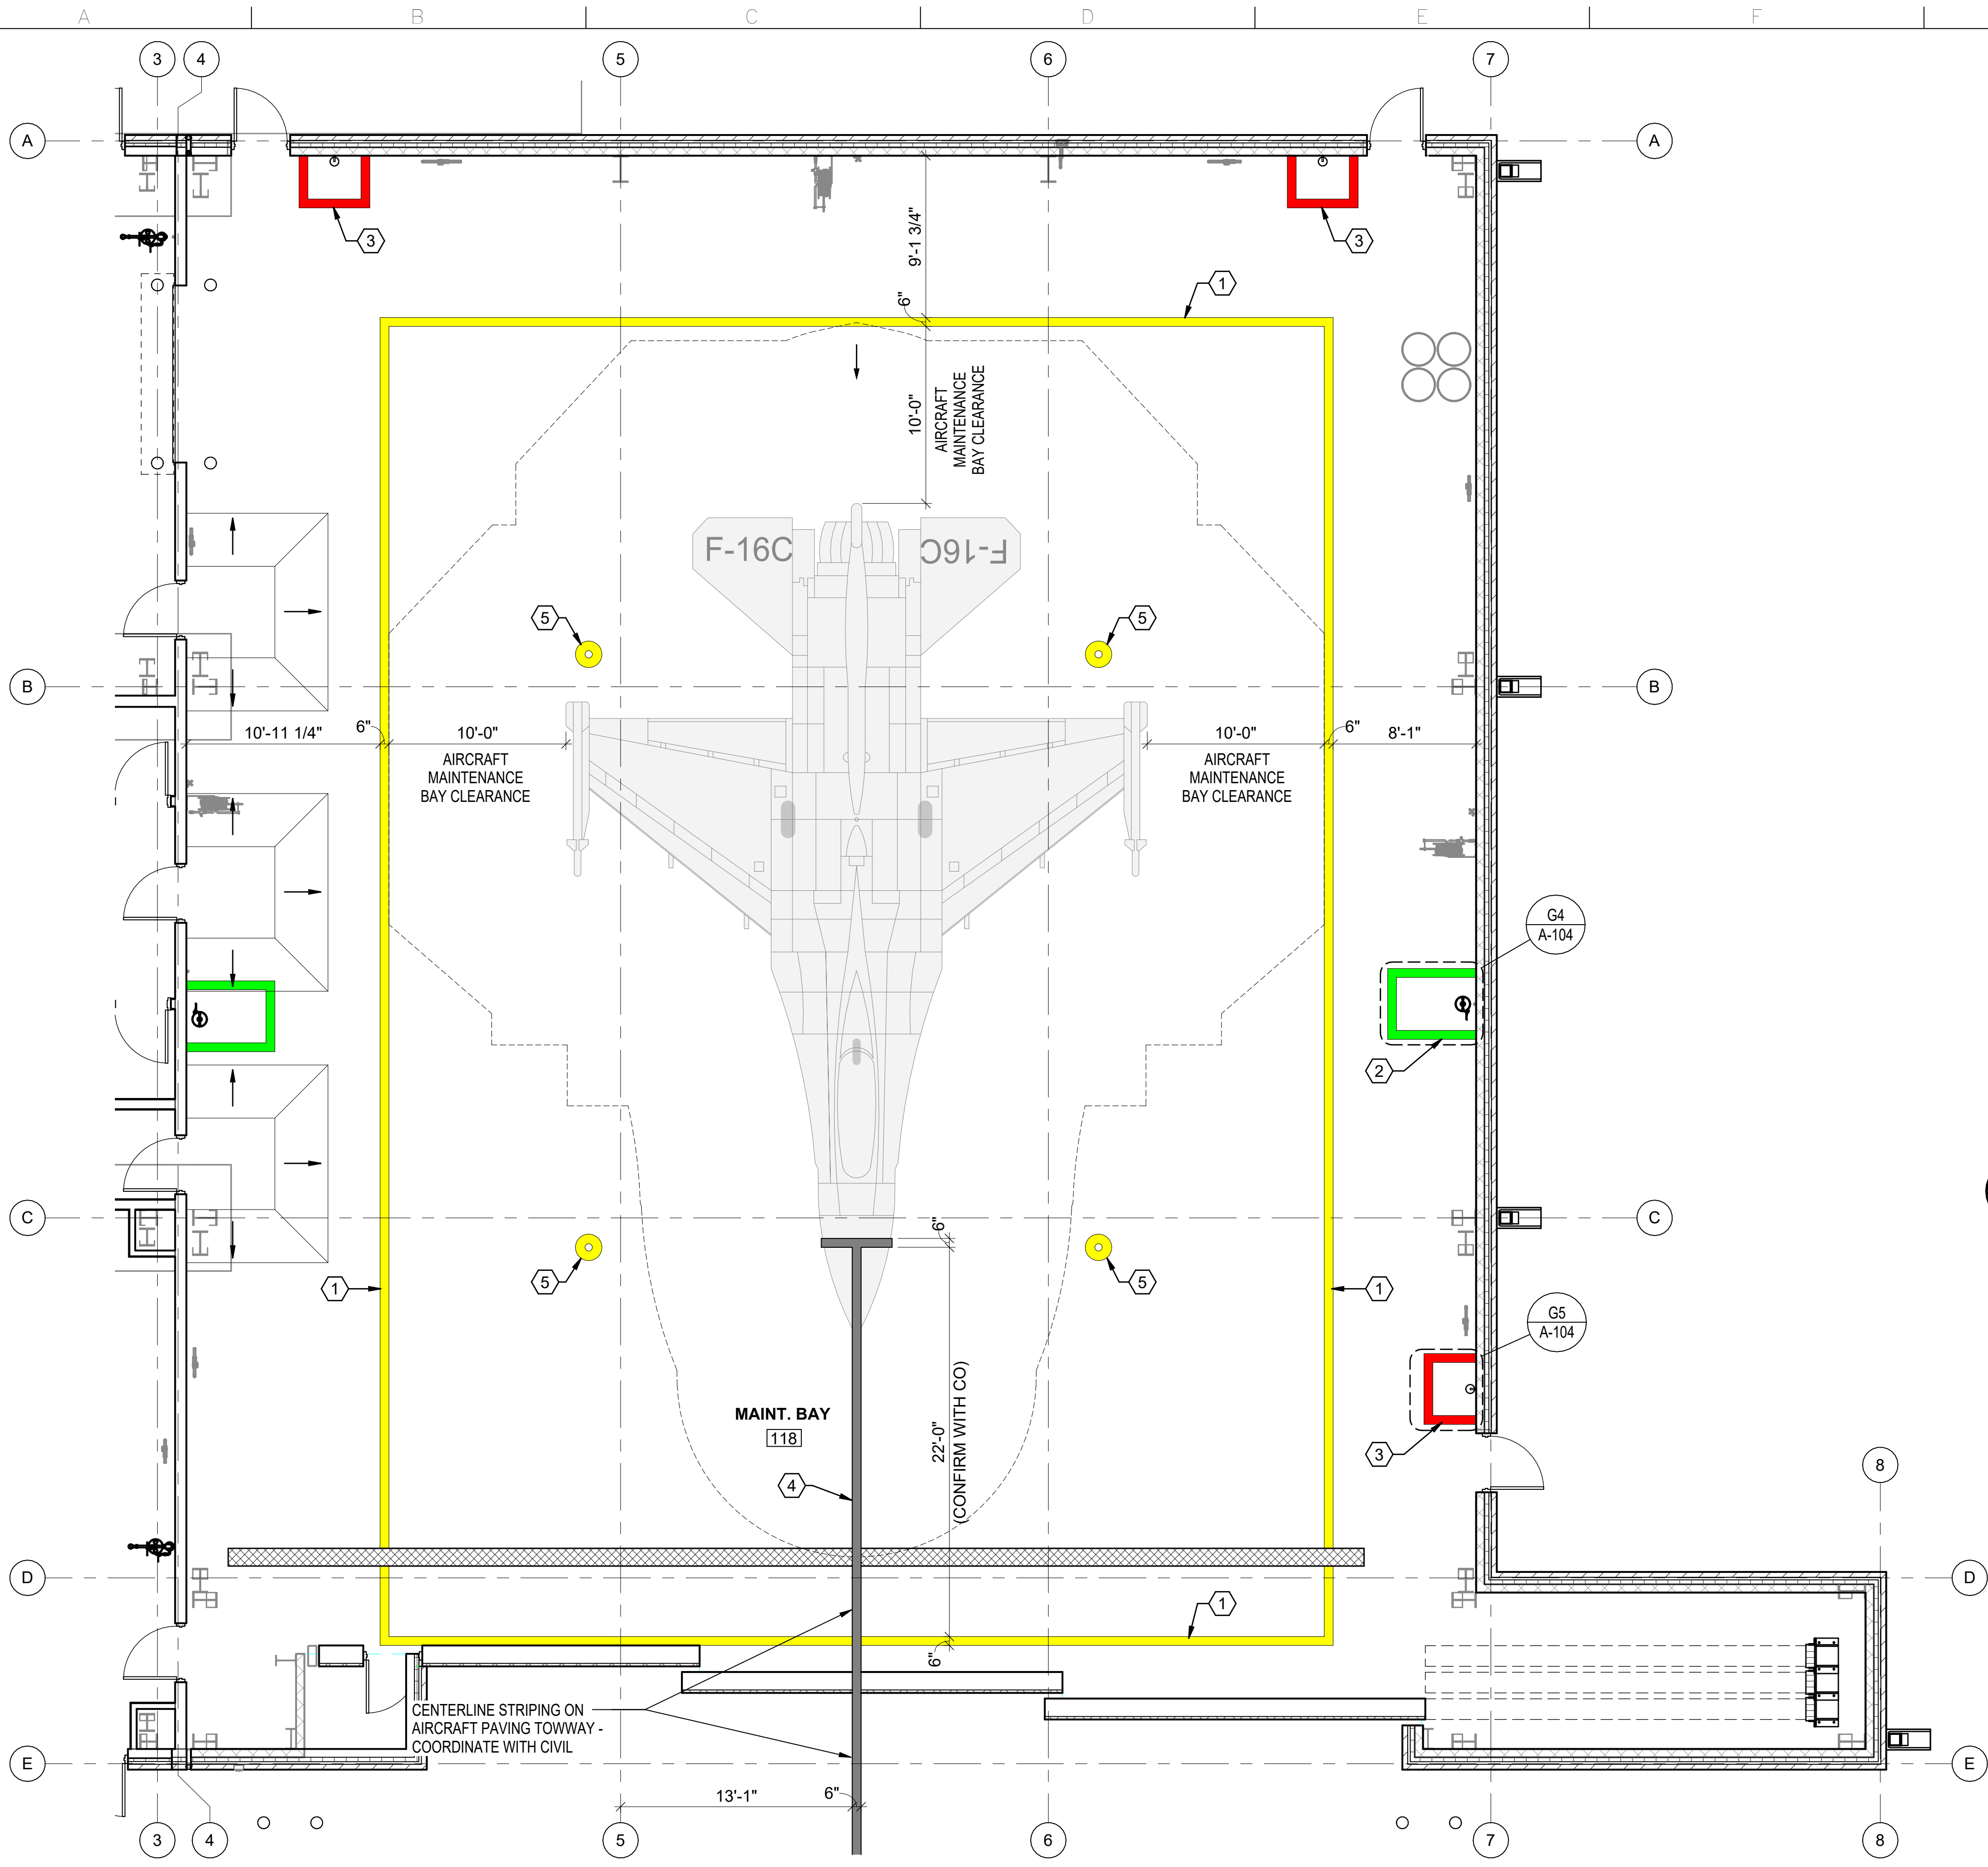 A B C D E F
3 4 5 6 7
A A
3 3
9'-1 3/4"
6"
1
10'-0"
AIRCRAFT
MAINTENANCE
BAY CLEARANCE
F-16C F-16C
5 5
B B
10'-11 1/4" 6" 10'-0" 10'-0" 6" 8'-1"
AIRCRAFT
MAINTENANCE
BAY CLEARANCE
AIRCRAFT
MAINTENANCE
BAY CLEARANCE
G4
A-104
2
C C
6"
5 5
1 1
G5
A-104
22'-0"
(CONFIRM WITH CO)
MAINT. BAY
118
3
8
4
D D
1
6"
CENTERLINE STRIPING ON
AIRCRAFT PAVING TOWWAY -
COORDINATE WITH CIVIL
E E
13'-1" 6"
3 4 5 6 7 8